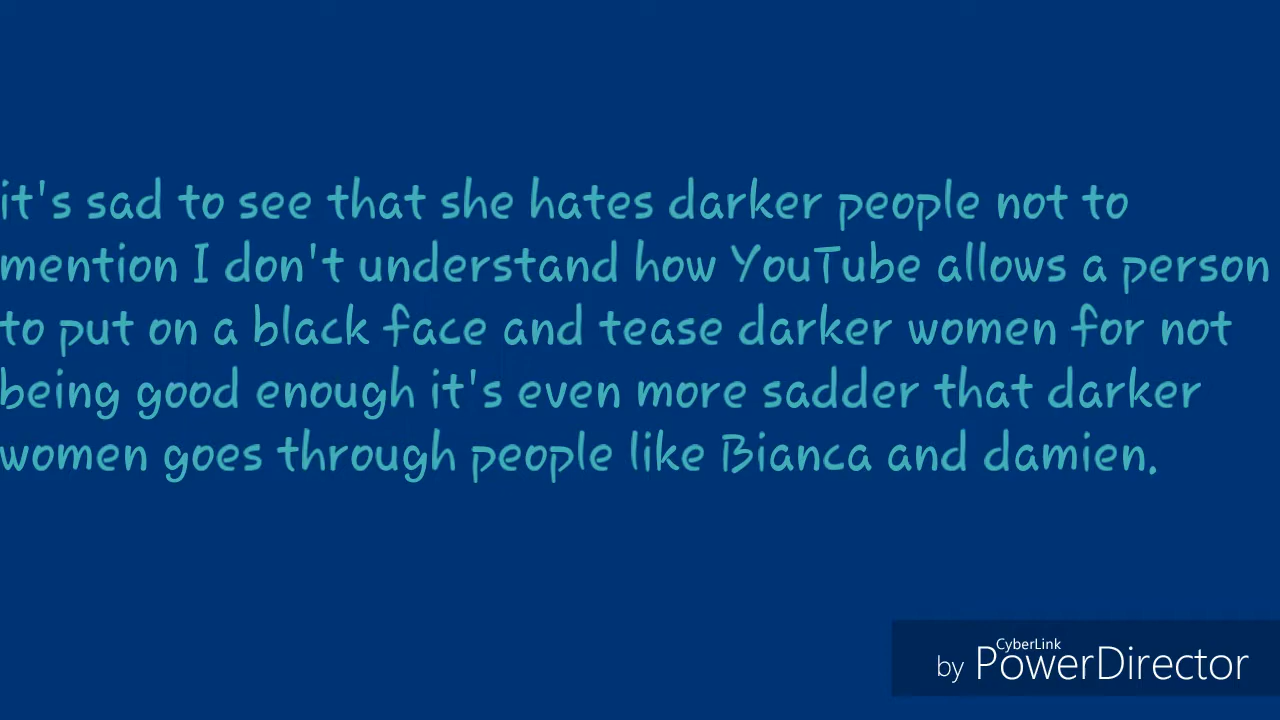 it's sad to see that she hates darker people not to
mention I don't understand how YouTube allows a person
to put on a black face and tease darker women for not
being good enough it's even more sadder that darker
women goes through people like Bianca and damien.
CyberLink
by PowerDirector